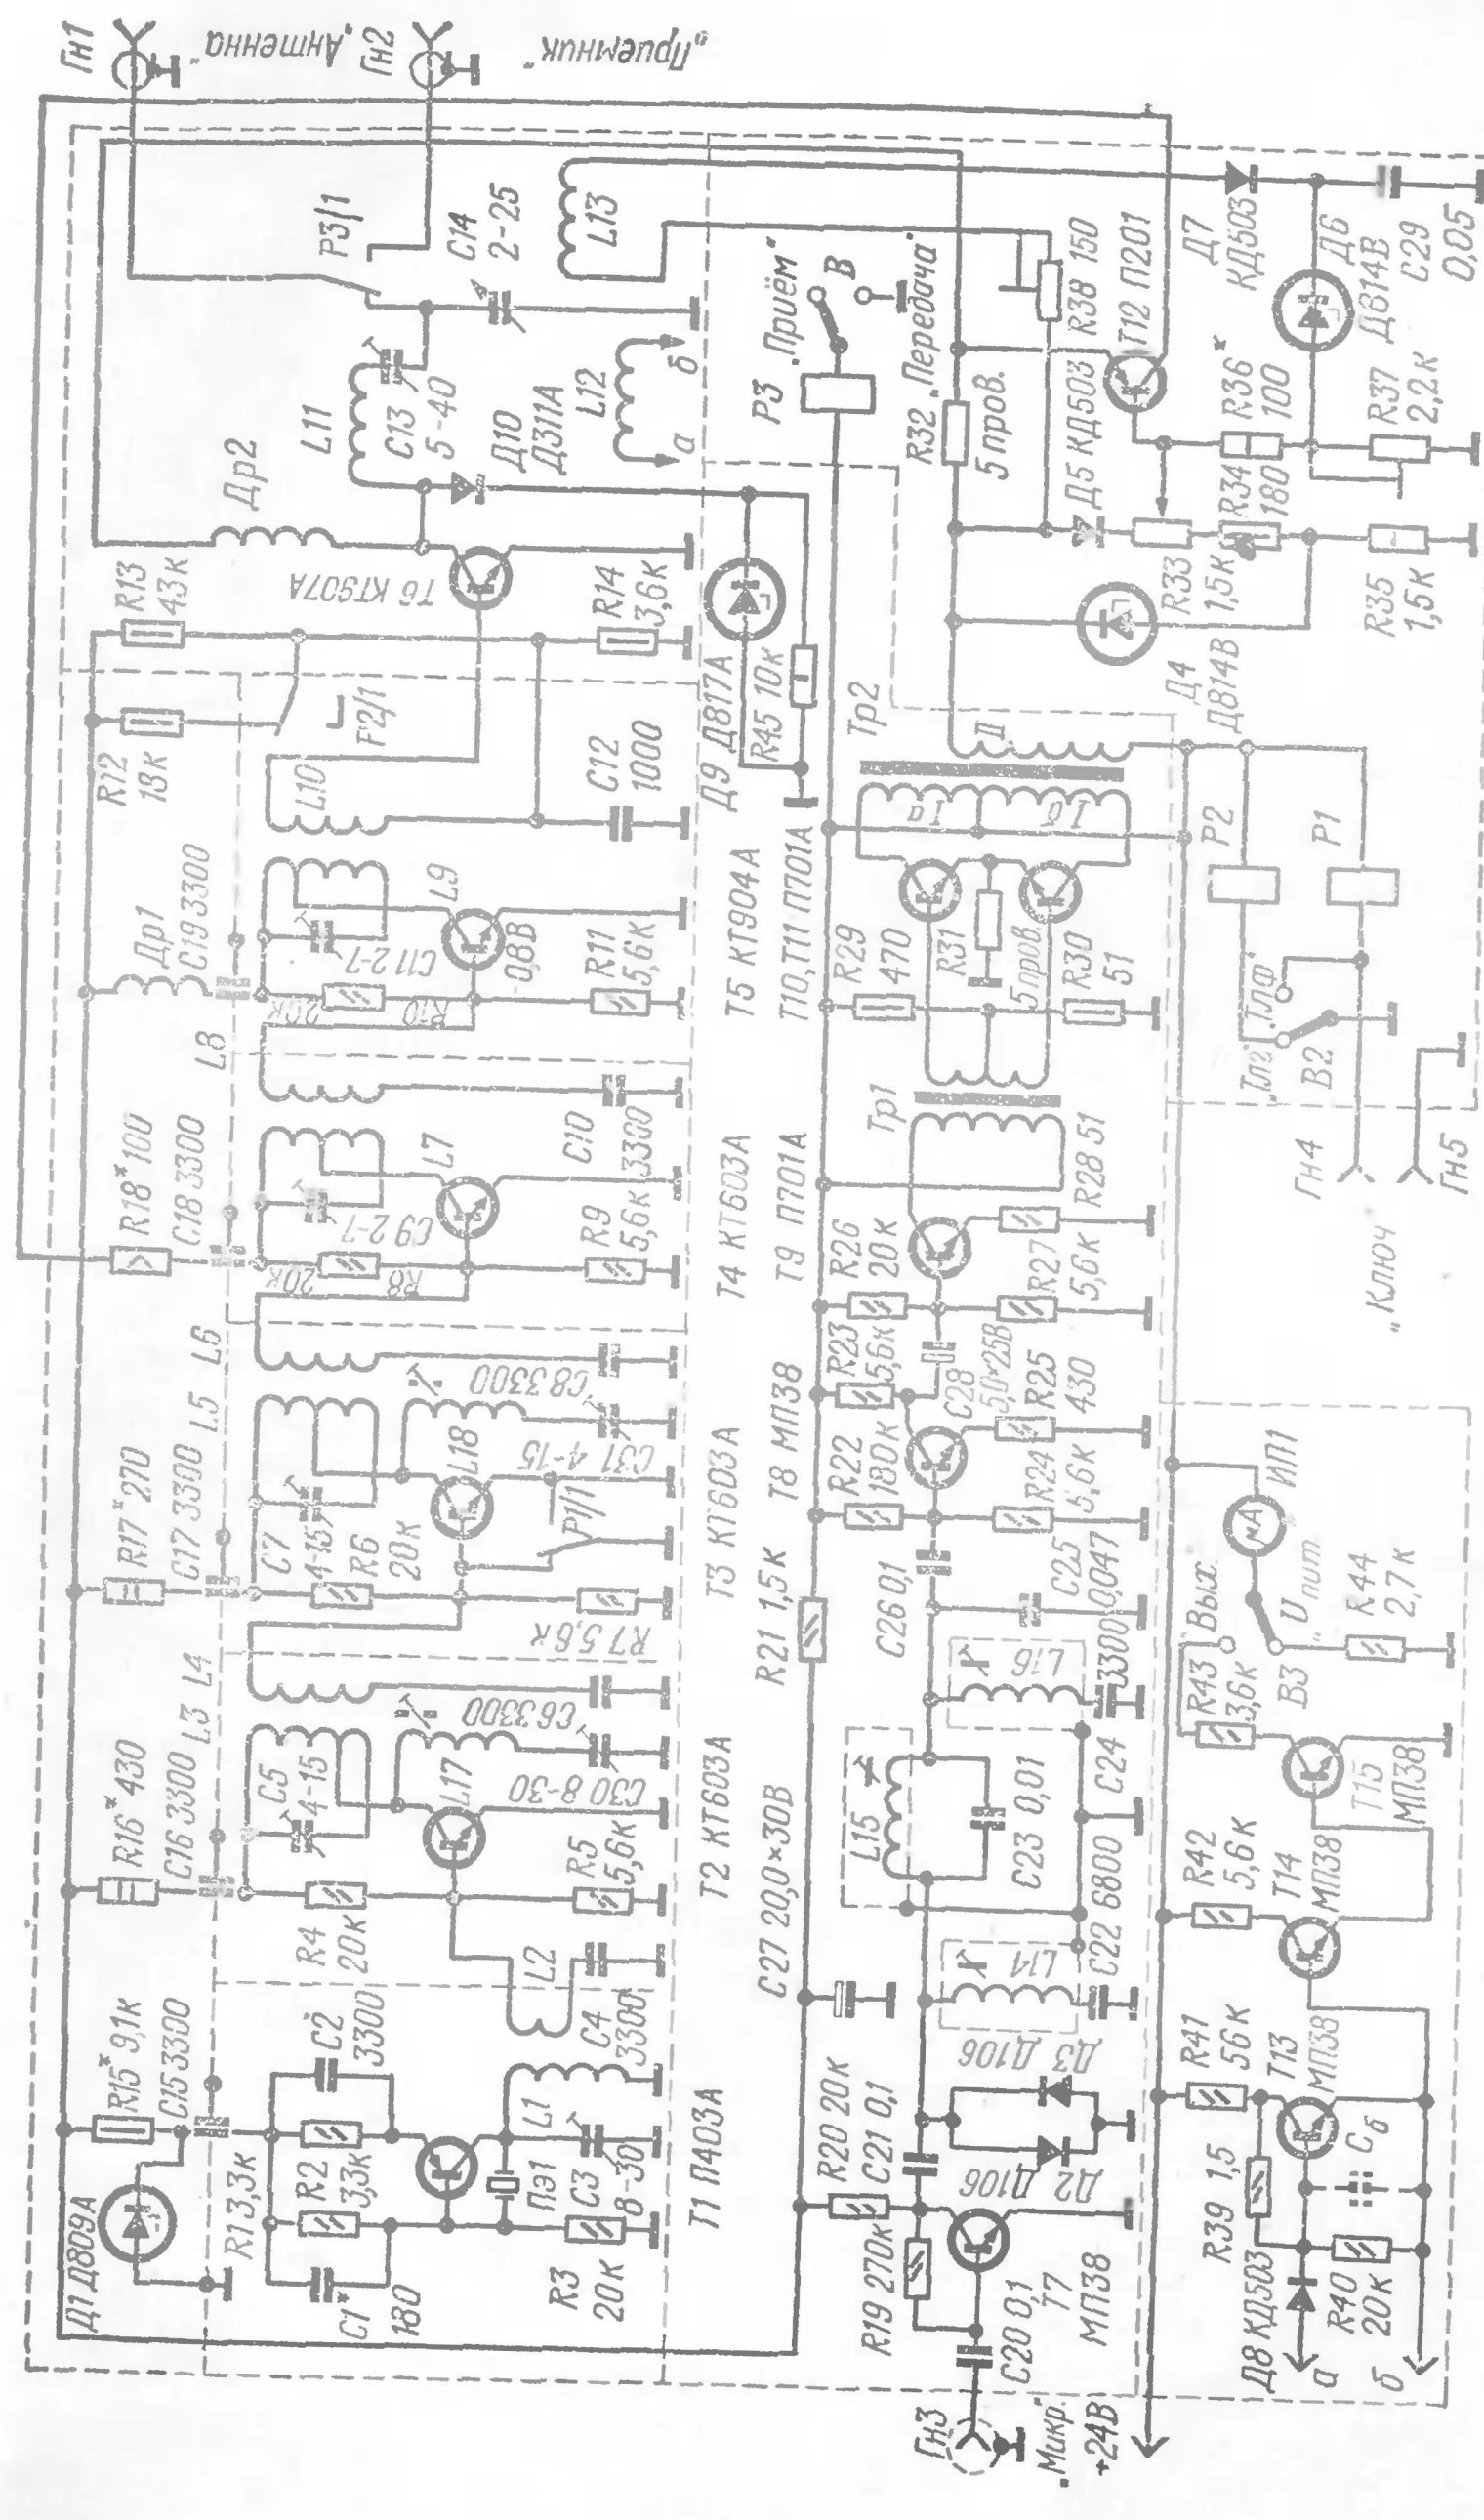 Гн1
"Антенна"
Гн2
"Приемник"
Р3/1
С14
2-25
L13
L11
С13
5-40
Д10
Д311А
L12
а
б
Др2
Т6 КТ907А
R13
43к
R14
3,6к
R12
L10
С12
1000
Д9 Д817А
R45 10к
Др1
С19 3300
L9
С11 2-7
20к
R10
0,8В
R11
5,6к
L8
Т5 КТ904А
R18* 100
С18 3300
L7
С9 2-7
20к
R8
С10
3300
R9
5,6к
L6
Т4 КТ603А
R17* 270
С17 3300
L5
С7
4-15
R6
20к
L18
С8 3300
С31 4-15
Р1/1
R7 5,6к
L4
Т3 КТ603А
R16* 430
С16 3300
L3
С5
4-15
L17
С6 3300
С30 8-30
R4
20к
R5
5,6к
L2
Т2 КТ603А
R15* 9,1к
С15 3300
Д1 Д809А
R1 3,3к
С2
3300
R2
3,3к
С1*
180
Пэ1
L1
С4
3300
С3
8-30
R3
20к
Т1 П403А
"Приём"
В
"Передача"
Р3
R32
5 пров.
R38 150
Т12 П201
Д5 КД503
Д7
КД503
Д6
Д814В
С29
0,05
R36*
100
R37
2,2к
R34
180
R33
1,5к
R35
1,5к
Д4
Д814В
Тр2
II
Iа
Iб
Т10,Т11 П701А
R29
470
R31
5 пров.
R30
51
Р2
Р1
"Тлг"
"Тлф"
В2
Гн4
Гн5
"Ключ"
Тр1
Т9 П701А
R28 51
R26
20к
R27
5,6к
С28
5,0×25В
R23
5,6к
R25
430
Т8 МП38
R22
180к
R24
5,6к
С25
0,047
R21 1,5к
С26 0,1
L16
3300
С24
L15
С23 0,01
С27 20,0×30В
L14
С22 6800
Д3 Д106
Д2 Д106
R20 20к
С21 0,1
R19 270к
С20 0,1
Т7
МП38
Гн3
"Микр."
+24В
ИП1
мА
"Вых."
"Uпит"
В3
R44
2,7к
R43
3,6к
Т15
МП38
R42
5,6к
Т14
МП38
R41
56к
Т13
МП38
R39 1,5
Сб
Д8 КД503
R40
20к
а
б